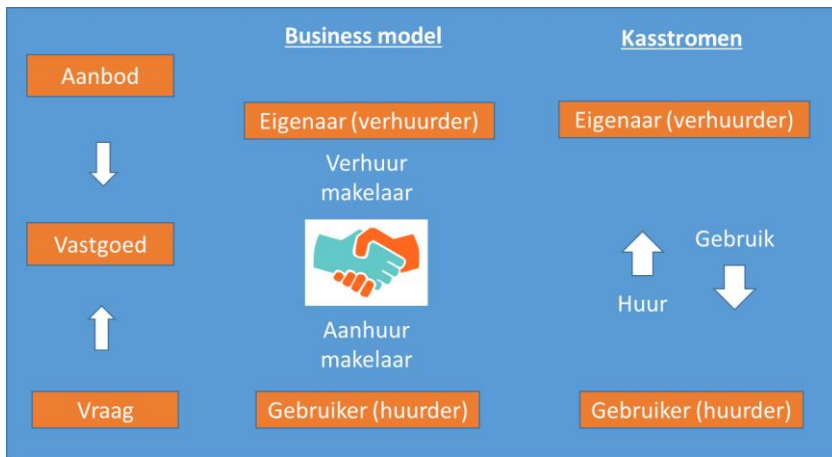 Aanbod
Vastgoed
Vraag
Business model
Eigenaar (verhuurder)
Verhuur
makelaar
Aanhuur
makelaar
Gebruiker (huurder)
Kasstromen
Eigenaar (verhuurder)
Gebruik
Huur
Gebruiker (huurder)